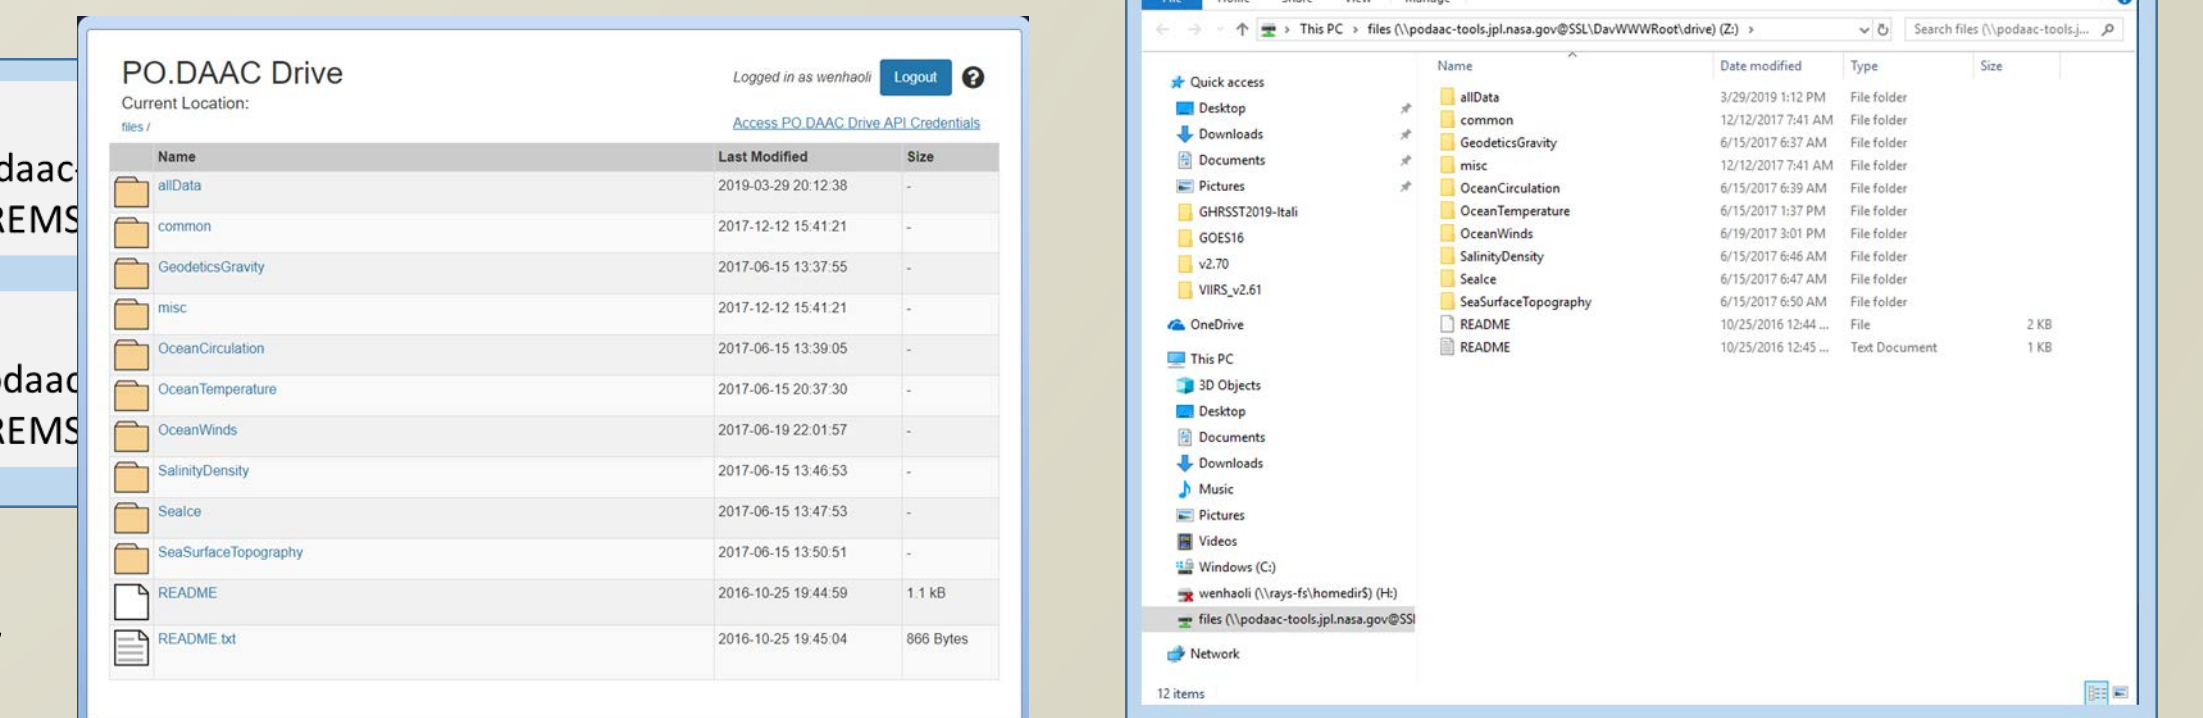 daac-
REMS
daac
REMS
PO.DAAC Drive
Logged in as wenhaoli Logout ?
Current Location:
files /
Access PO.DAAC Drive API Credentials
Name Last Modified Size
allData 2019-03-29 20:12:38 -
common 2017-12-12 15:41:21 -
GeodeticsGravity 2017-06-15 13:37:55 -
misc 2017-12-12 15:41:21 -
OceanCirculation 2017-06-15 13:39:05 -
OceanTemperature 2017-06-15 20:37:30 -
OceanWinds 2017-06-19 22:01:57 -
SalinityDensity 2017-06-15 13:46:53 -
SeaIce 2017-06-15 13:47:53 -
SeaSurfaceTopography 2017-06-15 13:50:51 -
README 2016-10-25 19:44:59 1.1 kB
README.txt 2016-10-25 19:45:04 866 Bytes
File Home Share View Manage
This PC > files (\\podaac-tools.jpl.nasa.gov@SSL\DavWWWRoot\drive) (Z:) >
Search files (\\podaac-tools.j...
Quick access
Desktop
Downloads
Documents
Pictures
GHRSST2019-Itali
GOES16
v2.70
VIIRS_v2.61
OneDrive
This PC
3D Objects
Desktop
Documents
Downloads
Music
Pictures
Videos
Windows (C:)
wenhaoli (\\rays-fs\homedir$) (H:)
files (\\podaac-tools.jpl.nasa.gov@SSl
Network
Name Date modified Type Size
allData 3/29/2019 1:12 PM File folder
common 12/12/2017 7:41 AM File folder
GeodeticsGravity 6/15/2017 6:37 AM File folder
misc 12/12/2017 7:41 AM File folder
OceanCirculation 6/15/2017 6:39 AM File folder
OceanTemperature 6/15/2017 1:37 PM File folder
OceanWinds 6/19/2017 3:01 PM File folder
SalinityDensity 6/15/2017 6:46 AM File folder
SeaIce 6/15/2017 6:47 AM File folder
SeaSurfaceTopography 6/15/2017 6:50 AM File folder
README 10/25/2016 12:44 ... File 2 KB
README 10/25/2016 12:45 ... Text Document 1 KB
12 items